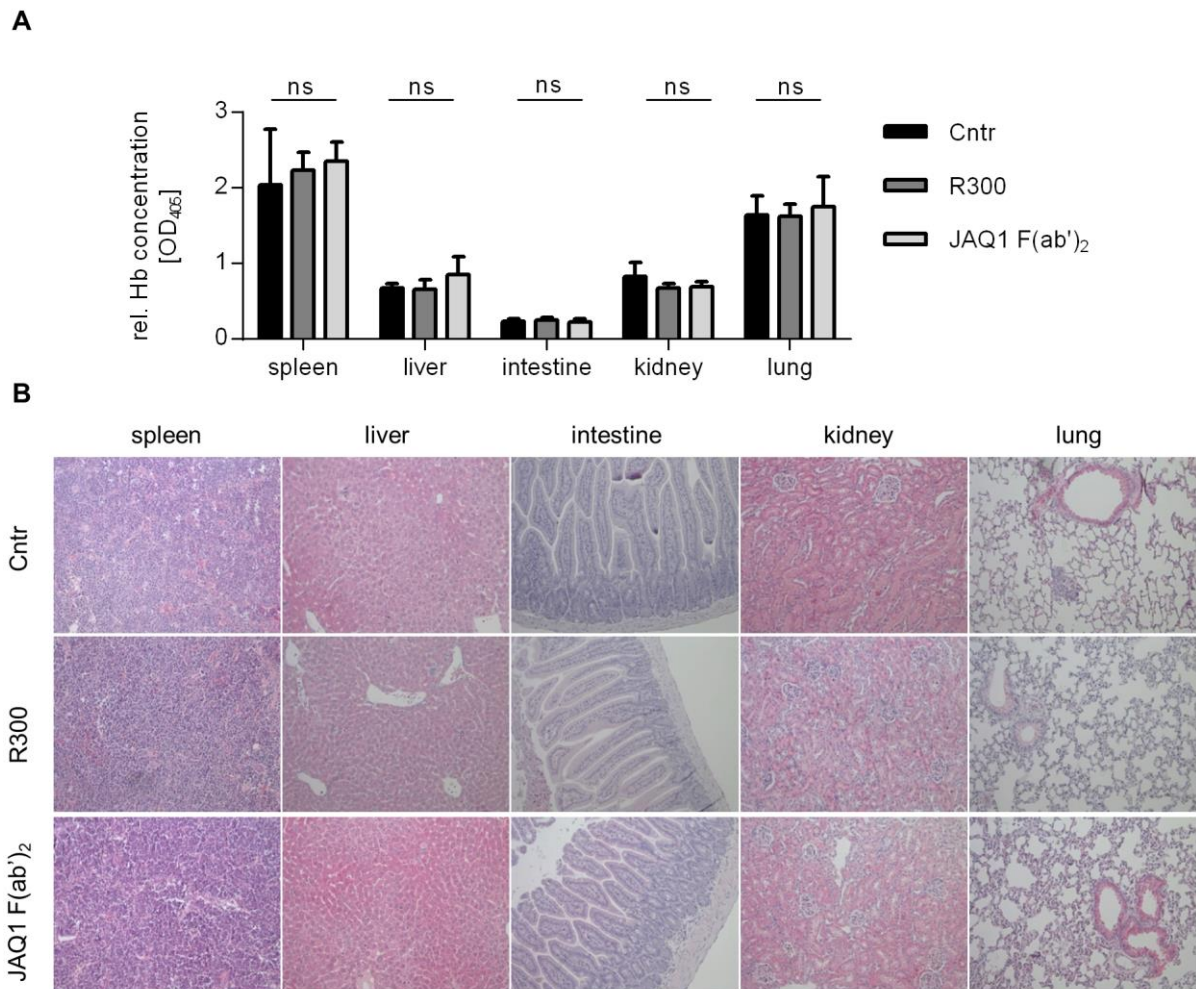 A
ns ns ns ns ns
rel. Hb concentration
[OD405]
3
2
1
0
spleen liver intestine kidney lung
Cntr
R300
JAQ1 F(ab')2
B
spleen liver intestine kidney lung
Cntr
R300
JAQ1 F(ab')2